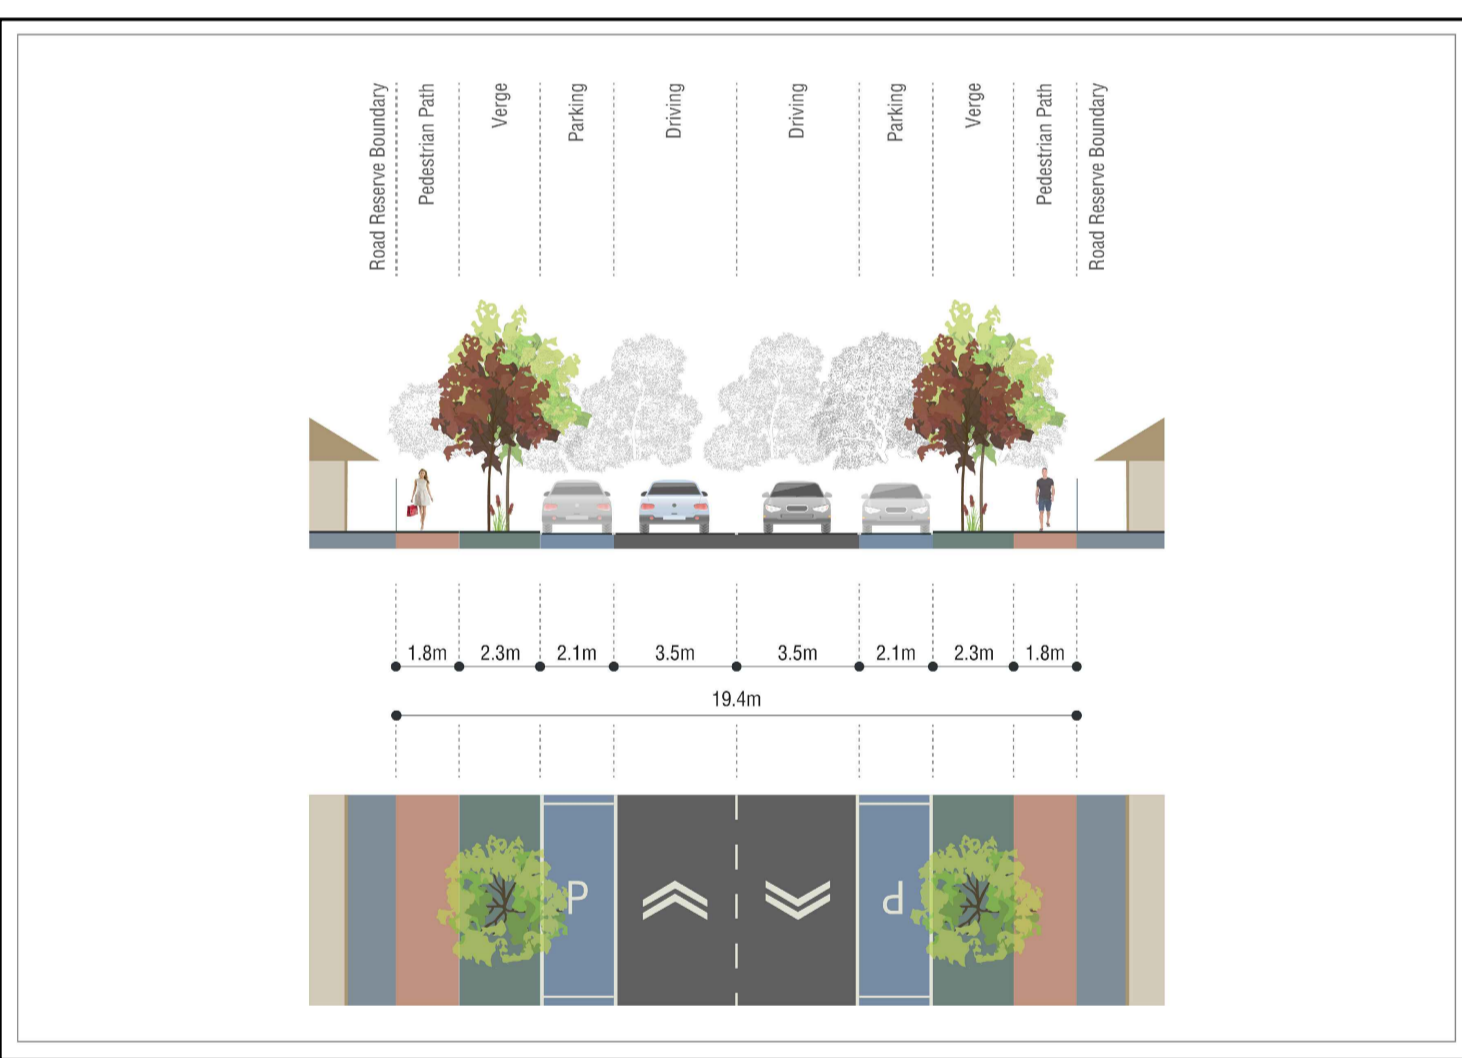 Road Reserve Boundary
Pedestrian Path
Verge
Parking
Driving
Driving
Parking
Verge
Pedestrian Path
Road Reserve Boundary
1.8m
2.3m
2.1m
3.5m
3.5m
2.1m
2.3m
1.8m
19.4m
P
P